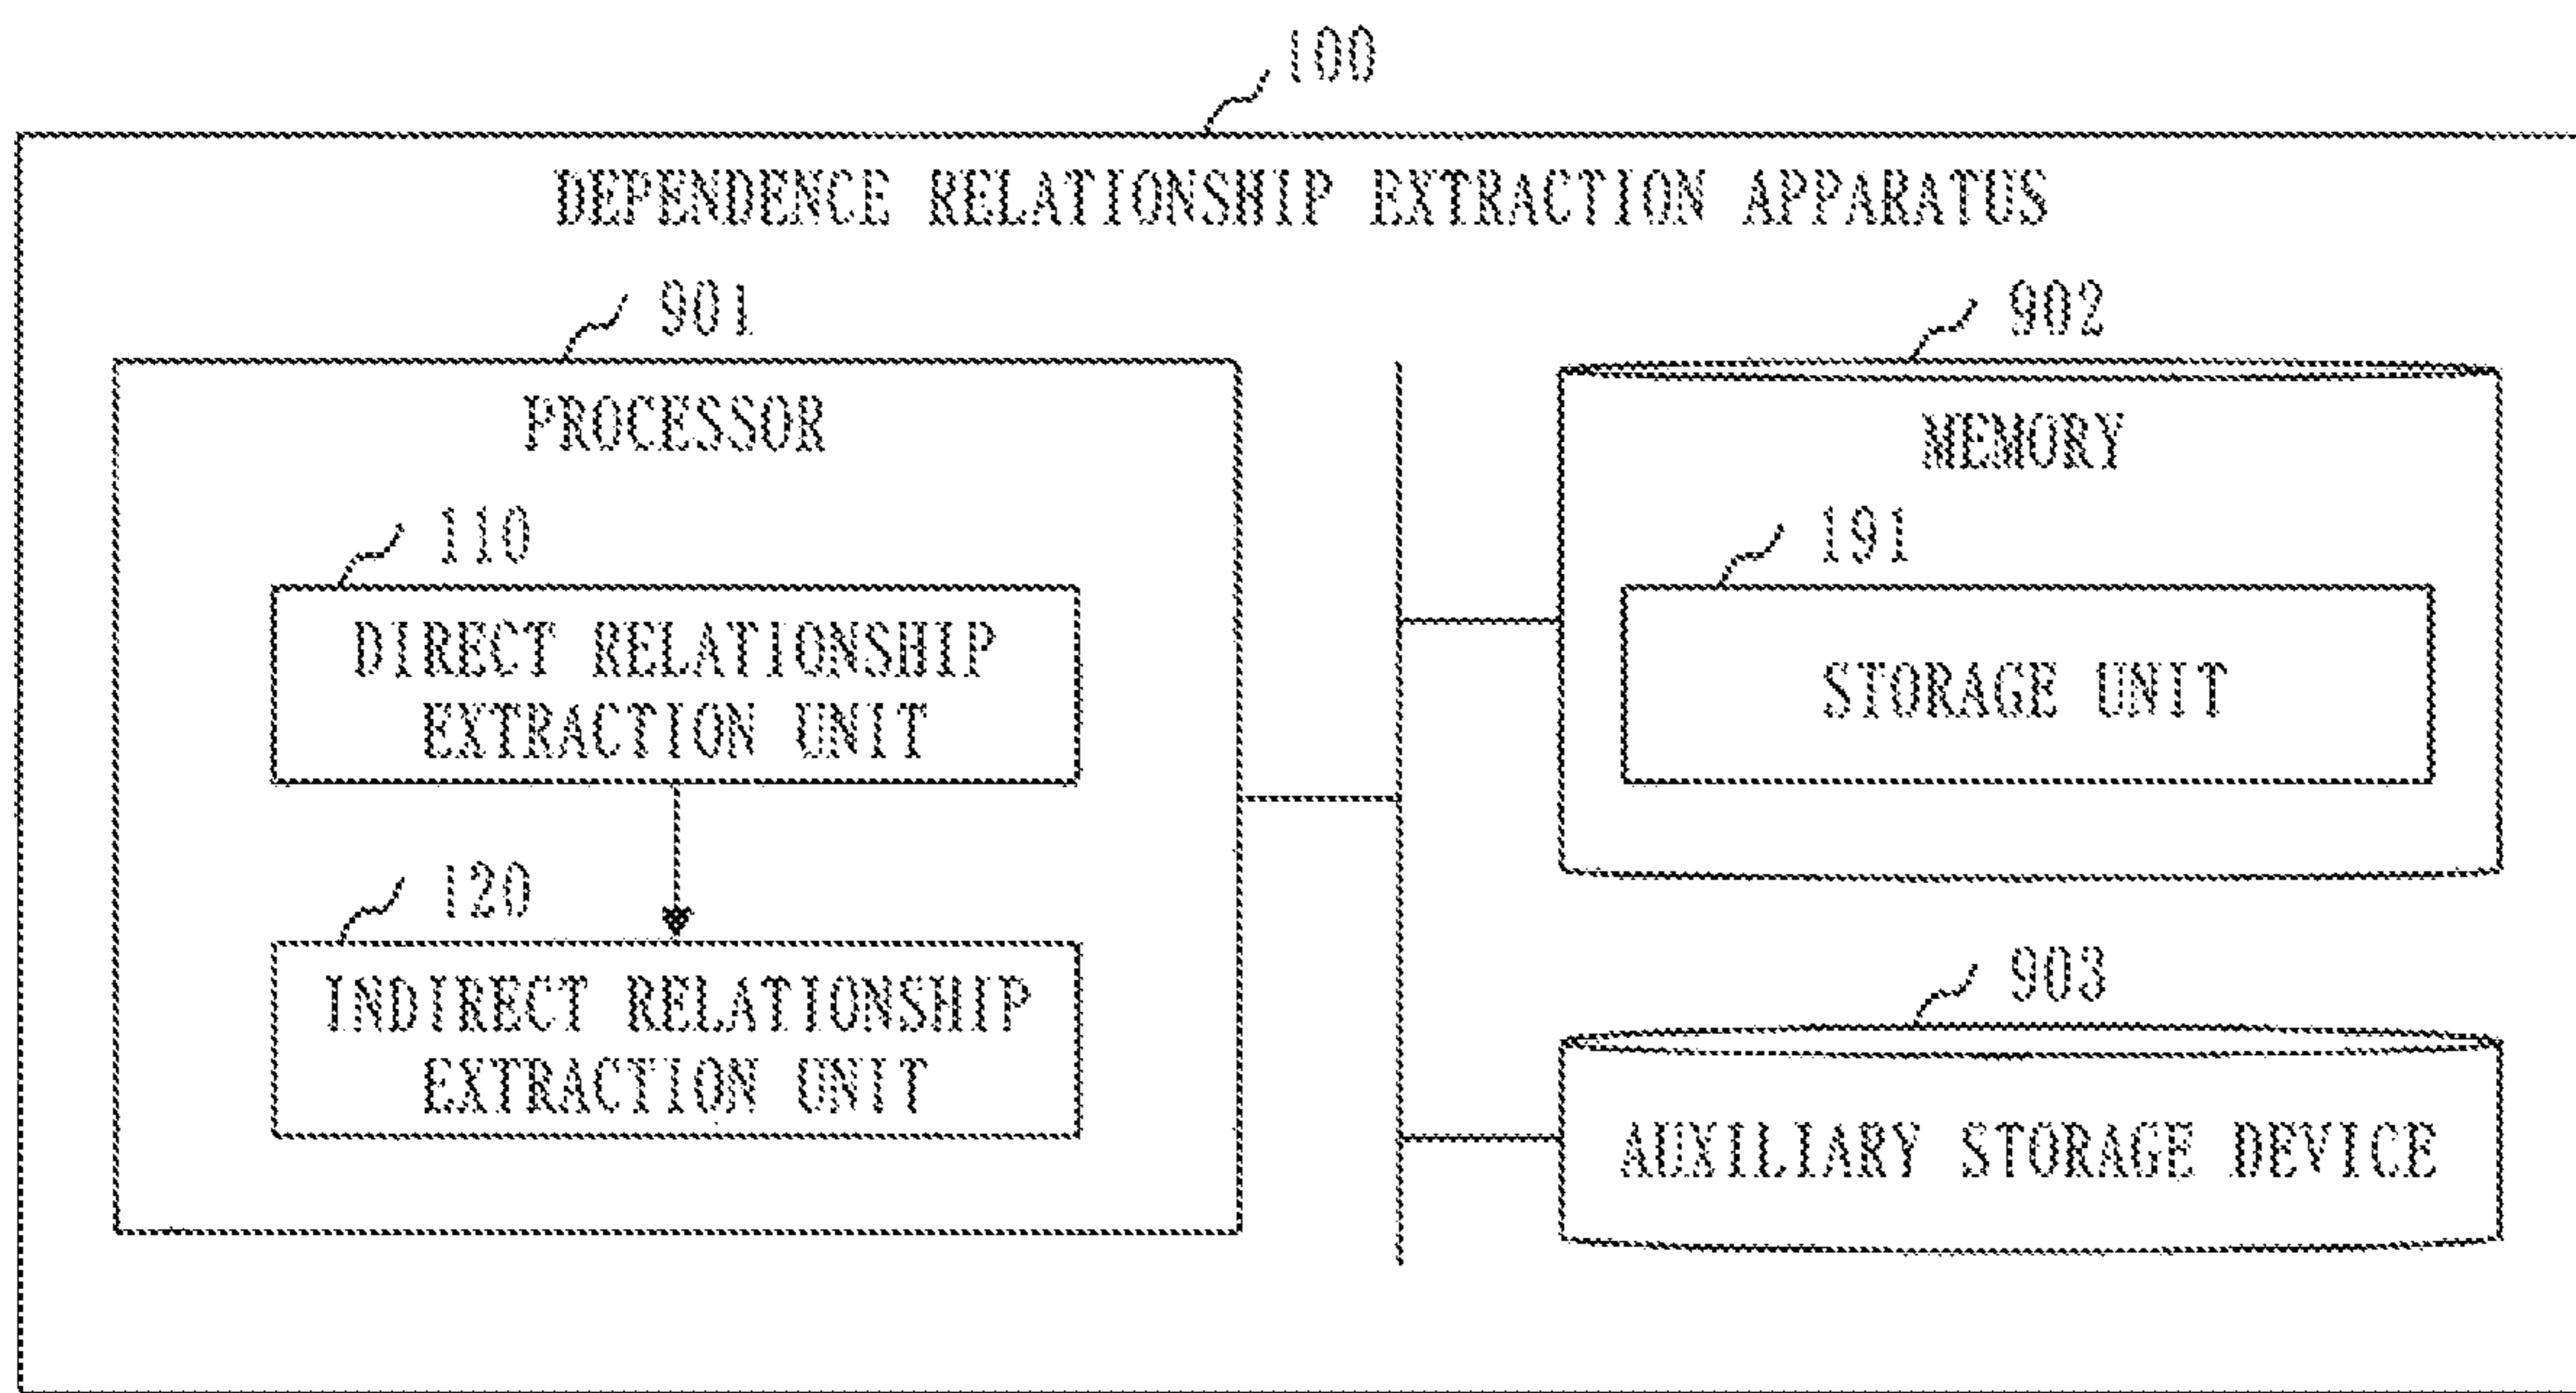 100
DEPENDENCE RELATIONSHIP EXTRACTION APPARATUS
901
PROCESSOR
110
DIRECT RELATIONSHIP
EXTRACTION UNIT
120
INDIRECT RELATIONSHIP
EXTRACTION UNIT
902
MEMORY
191
STORAGE UNIT
903
AUXILIARY STORAGE DEVICE